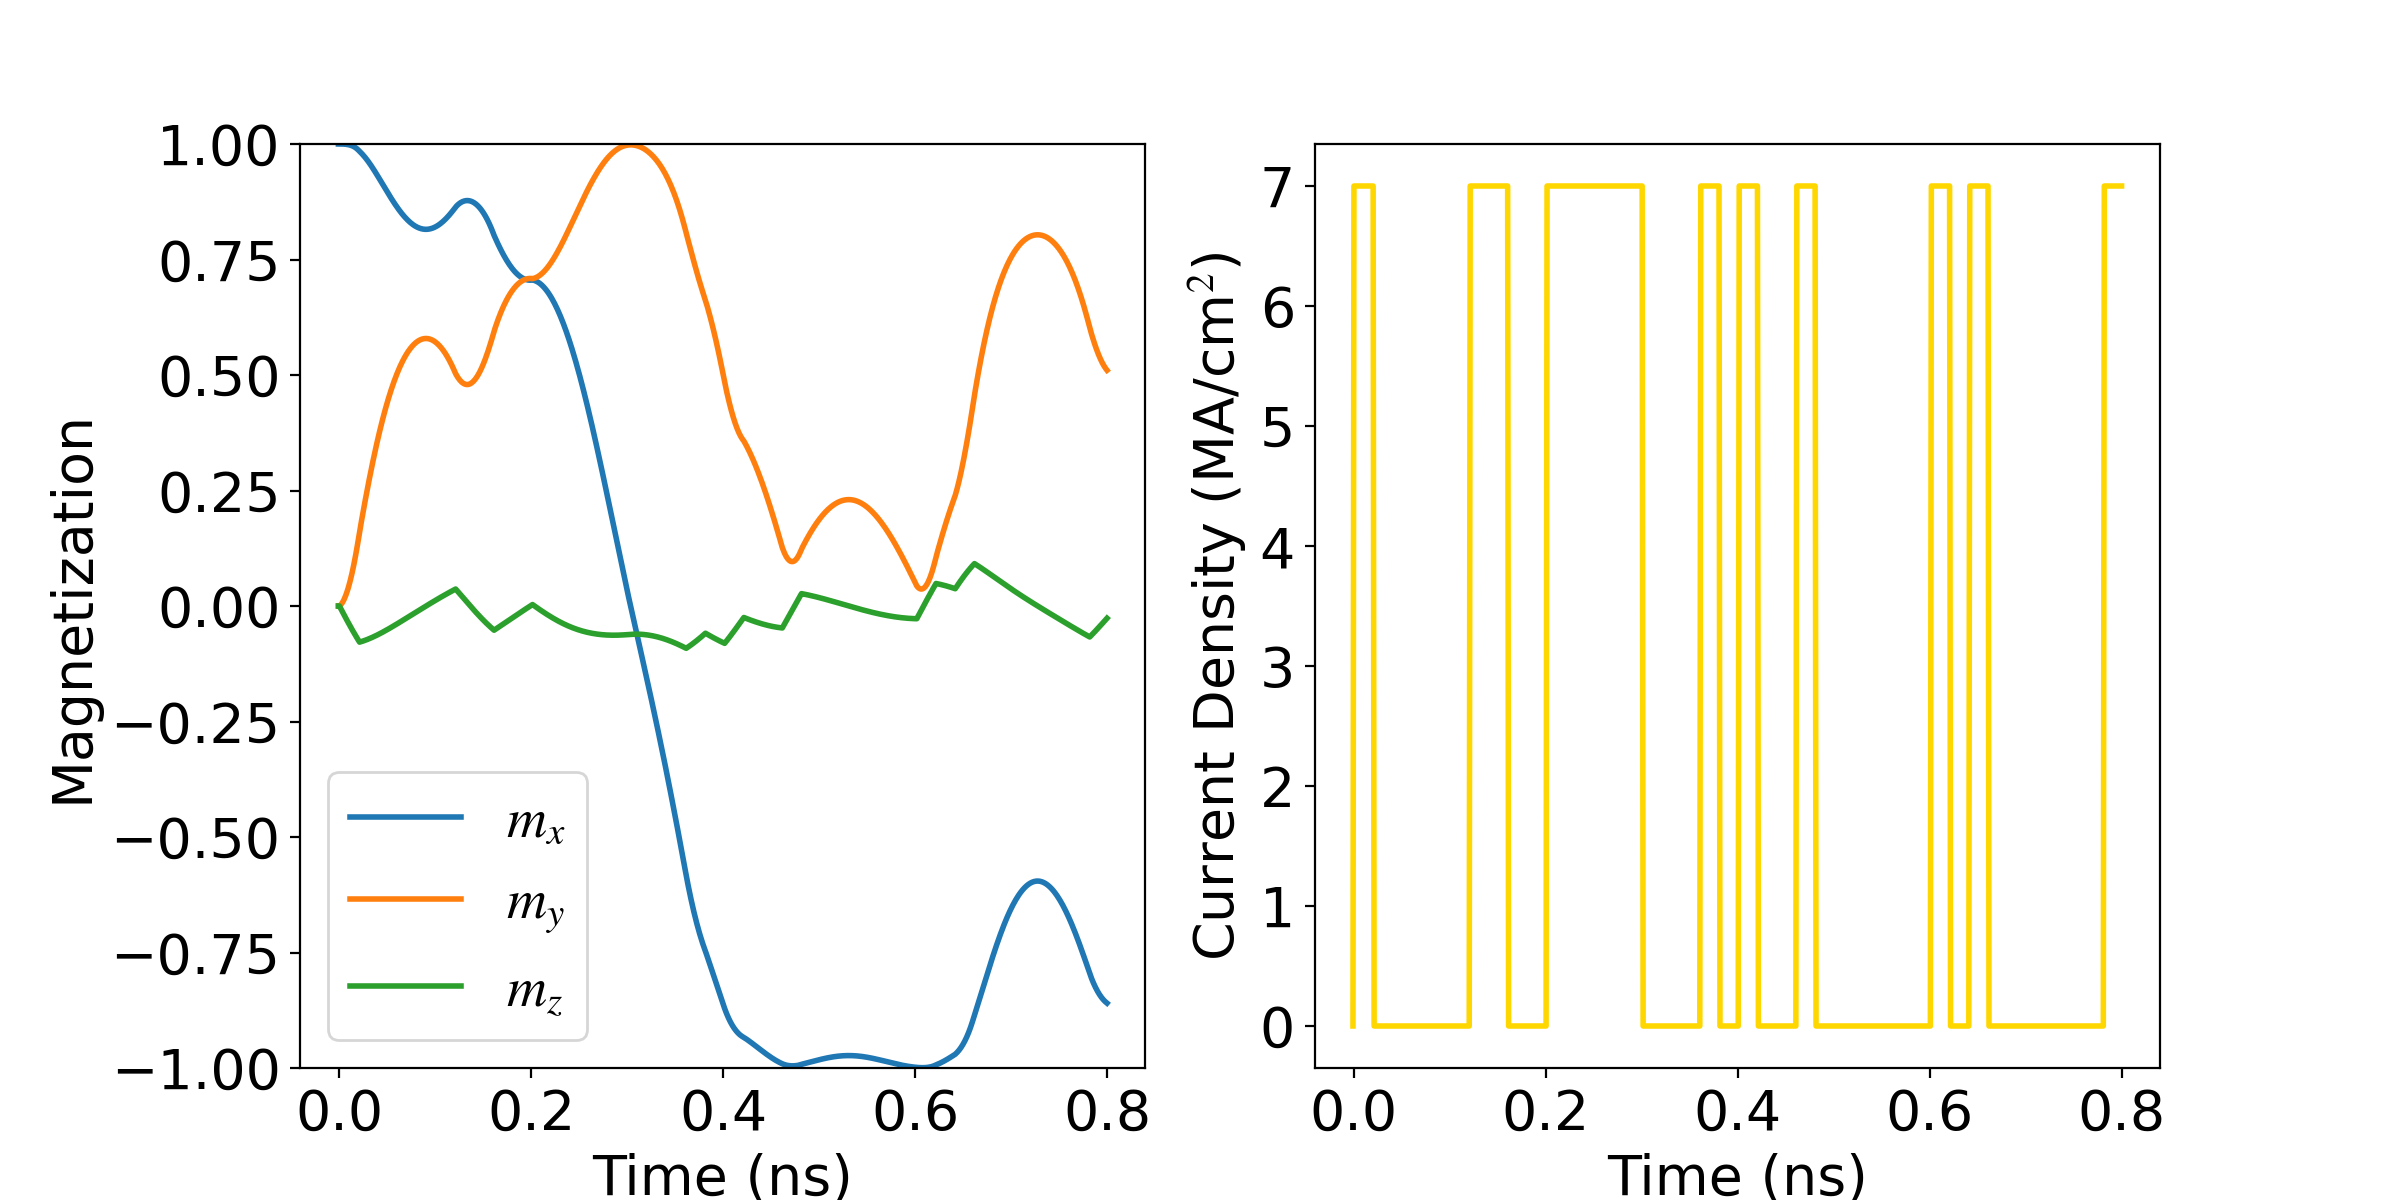 Magnetization
1.00
0.75
0.50
0.25
0.00
−0.25
−0.50
−0.75
−1.00
0.0 0.2 0.4 0.6 0.8
Time (ns)
m_x
m_y
m_z
Current Density (MA/cm²)
7
6
5
4
3
2
1
0
0.0 0.2 0.4 0.6 0.8
Time (ns)